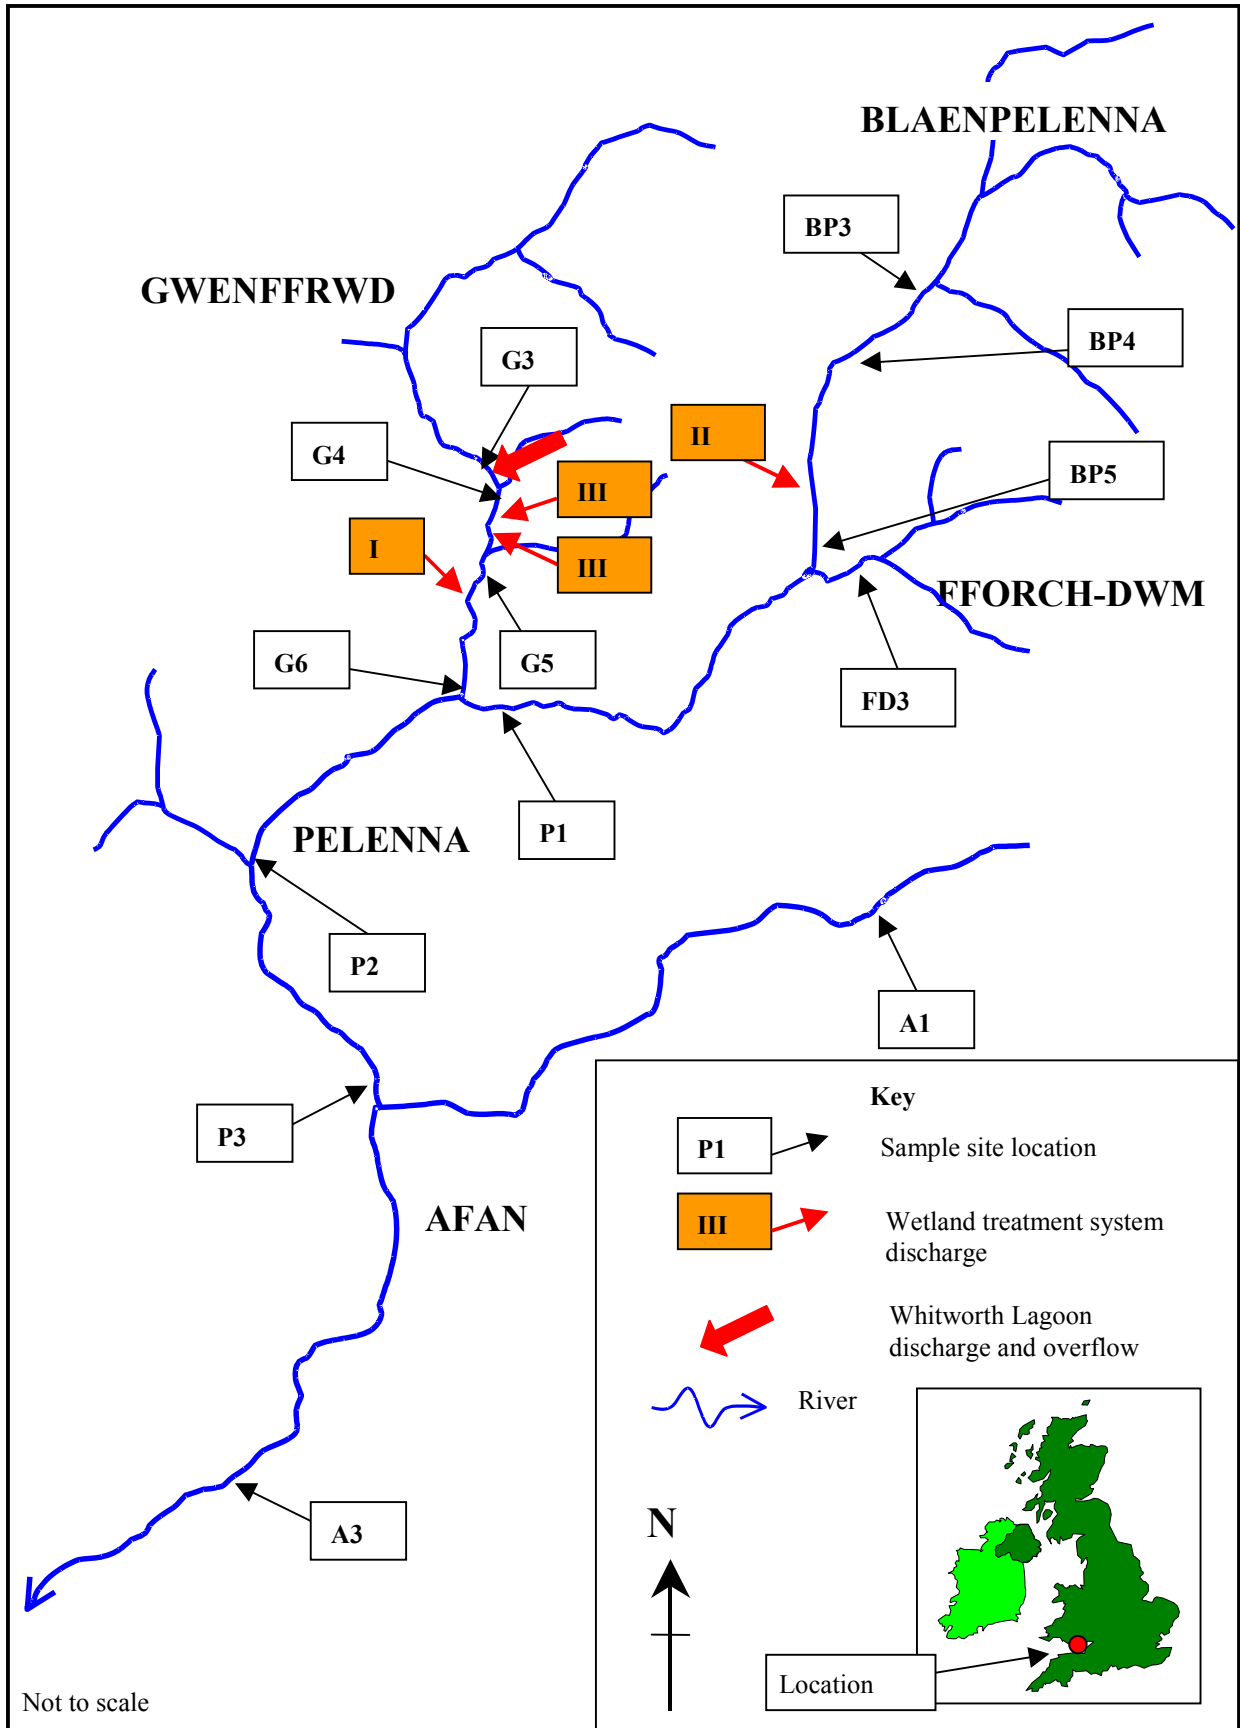 BLAENPELENNA
BP3
GWENFFRWD
BP4
G3
II
G4
BP5
III
I
III
FFORCH-DWM
G6
G5
FD3
P1
PELENNA
P2
A1
Key
P3
P1
Sample site location
AFAN
III
Wetland treatment system
discharge
Whitworth Lagoon
discharge and overflow
River
N
A3
Location
Not to scale